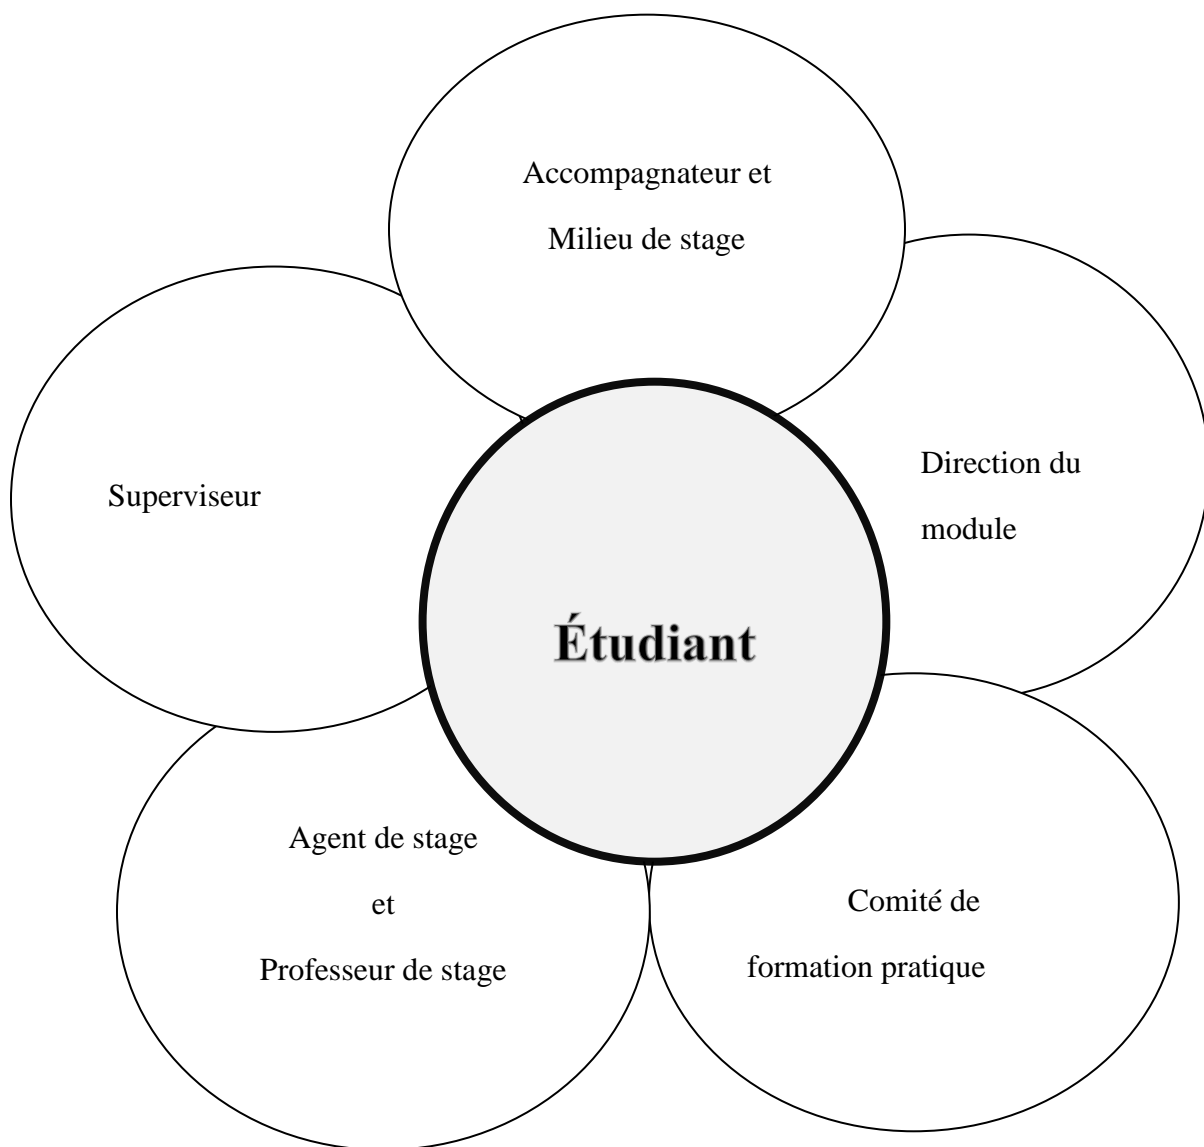 Accompagnateur et
Milieu de stage
Direction du
module
Superviseur
Étudiant
Agent de stage
et
Professeur de stage
Comité de
formation pratique